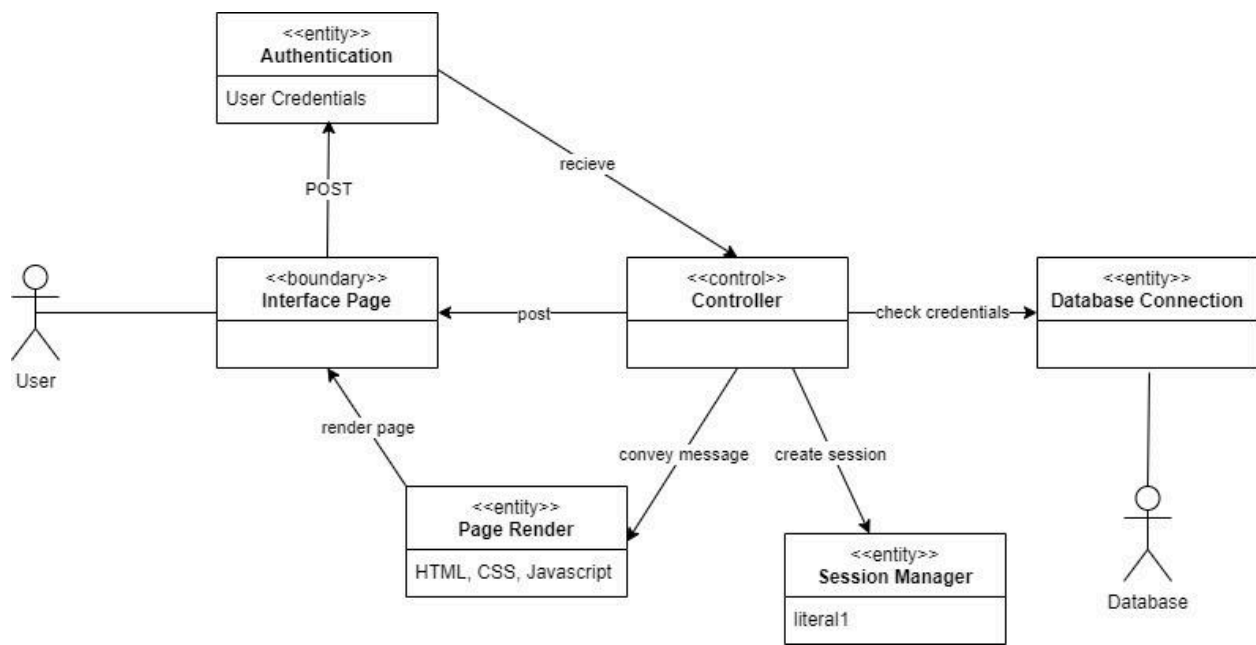 <<entity>>
Authentication
User Credentials
recieve
POST
<<boundary>>
Interface Page
<<control>>
Controller
<<entity>>
Database Connection
post
check credentials
User
render page
convey message
create session
<<entity>>
Page Render
HTML, CSS, Javascript
<<entity>>
Session Manager
literal1
Database